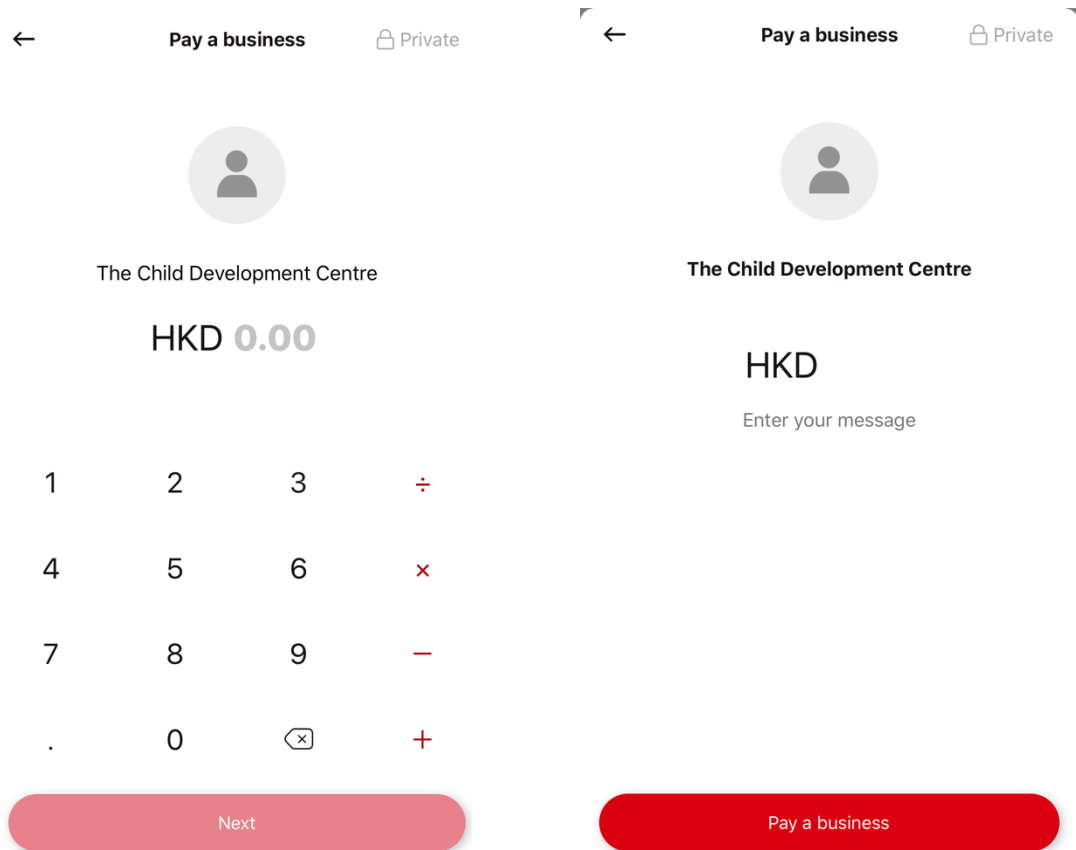 Pay a business Private
The Child Development Centre
HKD 0.00
1 2 3 ÷
4 5 6 ×
7 8 9 −
. 0 +
Next
Pay a business Private
The Child Development Centre
HKD
Enter your message
Pay a business